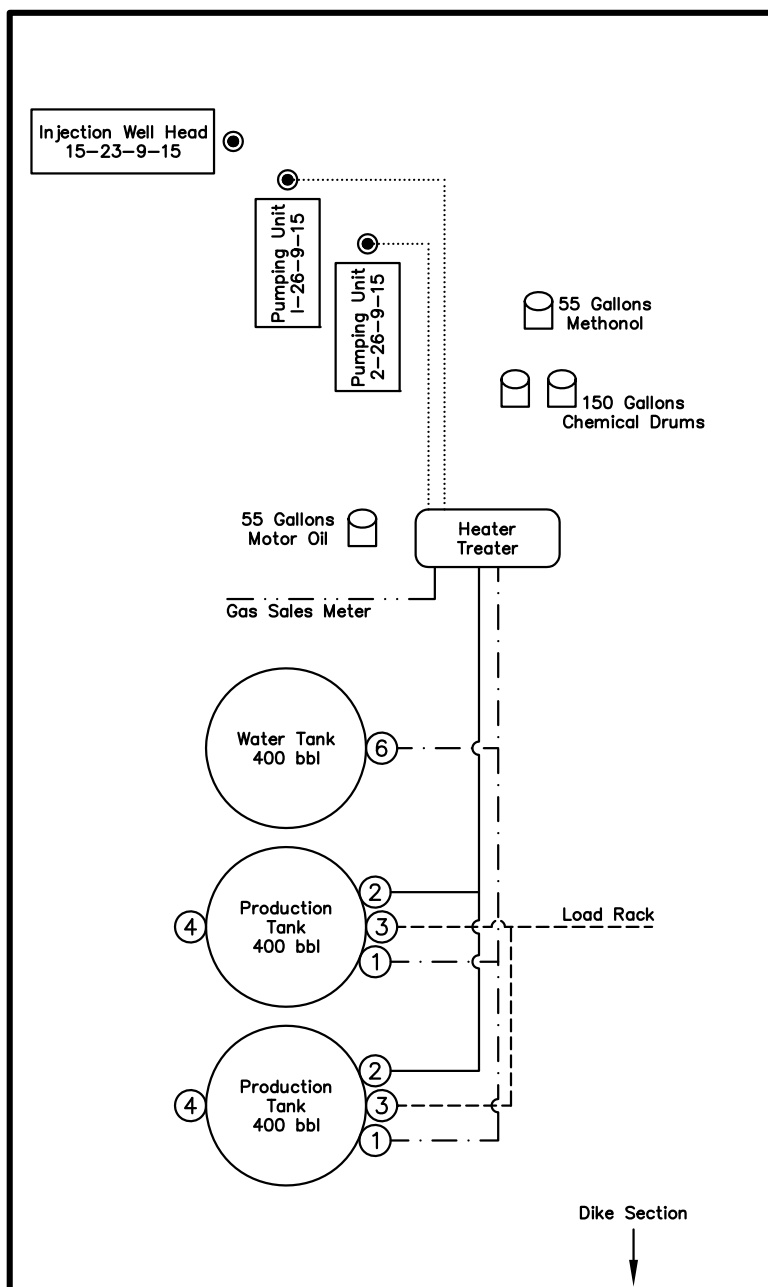 Injection Well Head
15-23-9-15
Pumping Unit
1-26-9-15
Pumping Unit
2-26-9-15
55 Gallons
Methonol
150 Gallons
Chemical Drums
55 Gallons
Motor Oil
Heater
Treater
Gas Sales Meter
Water Tank
400 bbl
6
2
Production
Tank
400 bbl
4
3
Load Rack
1
2
Production
Tank
400 bbl
4
3
1
Dike Section